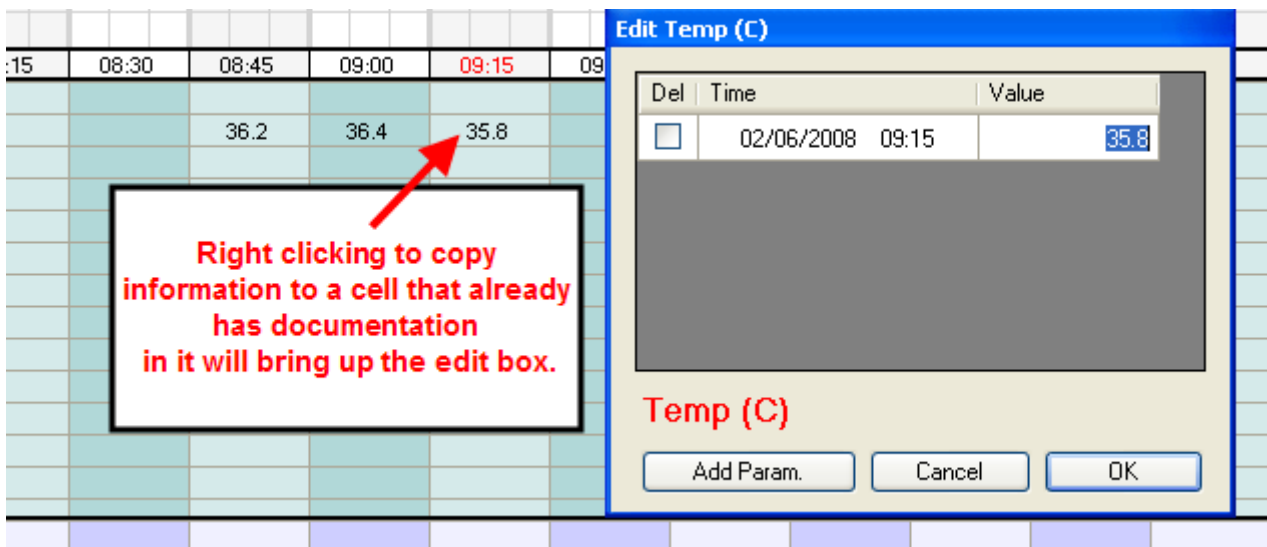 Edit Temp (C)
:15 08:30 08:45 09:00 09:15 09
Del Time Value
36.2 36.4 35.8
02/06/2008 09:15 35.8
Right clicking to copy
information to a cell that already
has documentation
in it will bring up the edit box.
Temp (C)
Add Param. Cancel OK